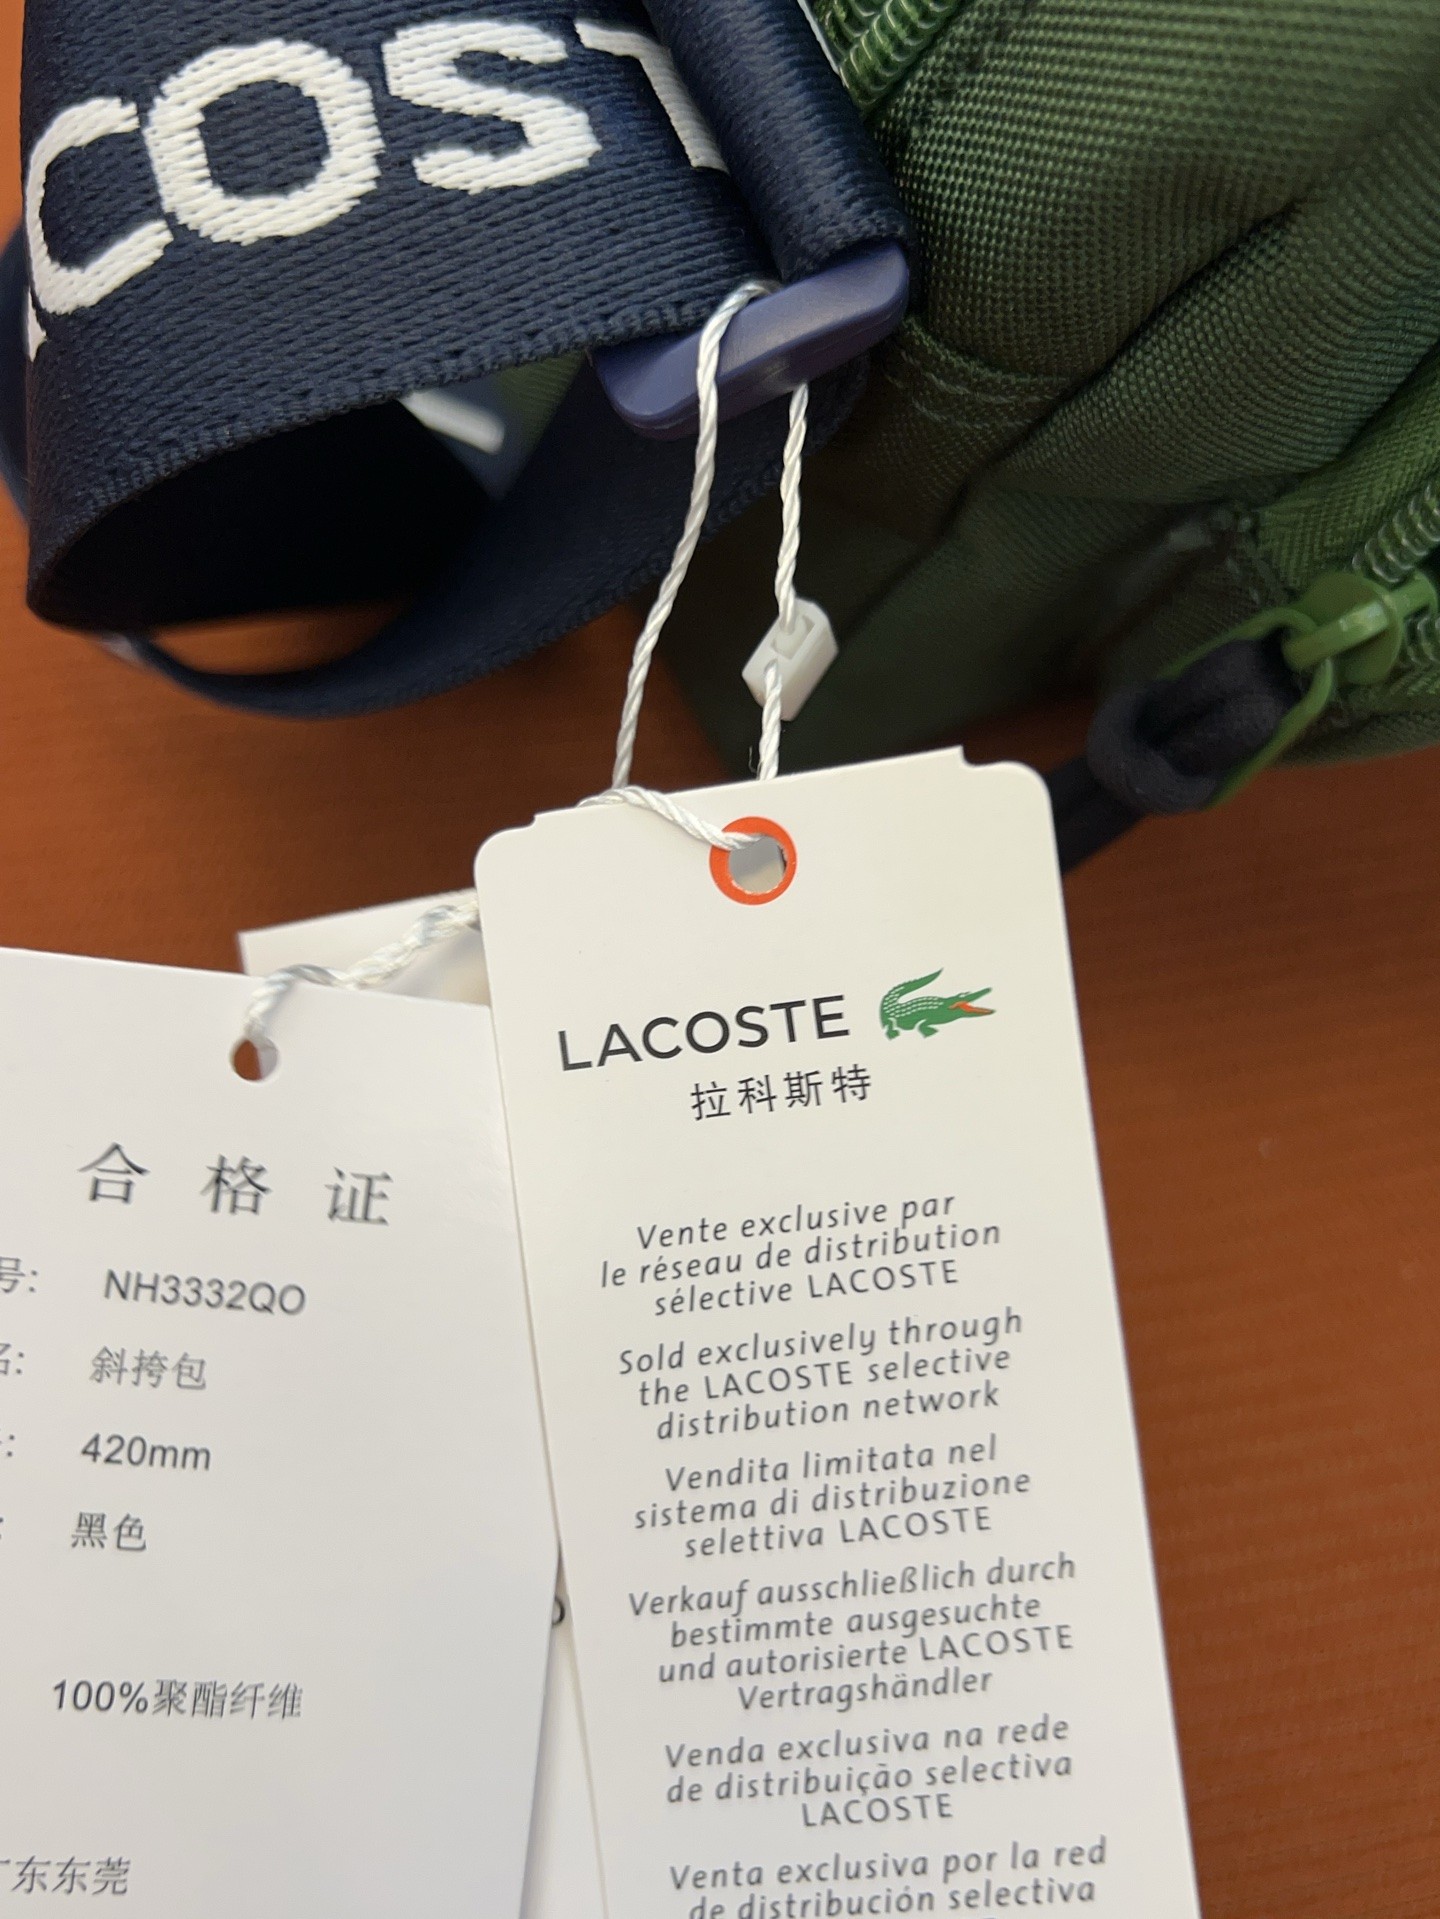 COST
LACOSTE
拉科斯特
Vente exclusive par
le réseau de distribution
sélective LACOSTE
Sold exclusively through
the LACOSTE selective
distribution network
Vendita limitata nel
sistema di distribuzione
selettiva LACOSTE
Verkauf ausschließlich durch
bestimmte ausgesuchte
und autorisierte LACOSTE
Vertragshändler
Venda exclusiva na rede
de distribuição selectiva
LACOSTE
Venta exclusiva por la red
de distribución selectiva
合格证
号: NH3332QO
名: 斜挎包
420mm
黑色
100%聚酯纤维
广东东莞